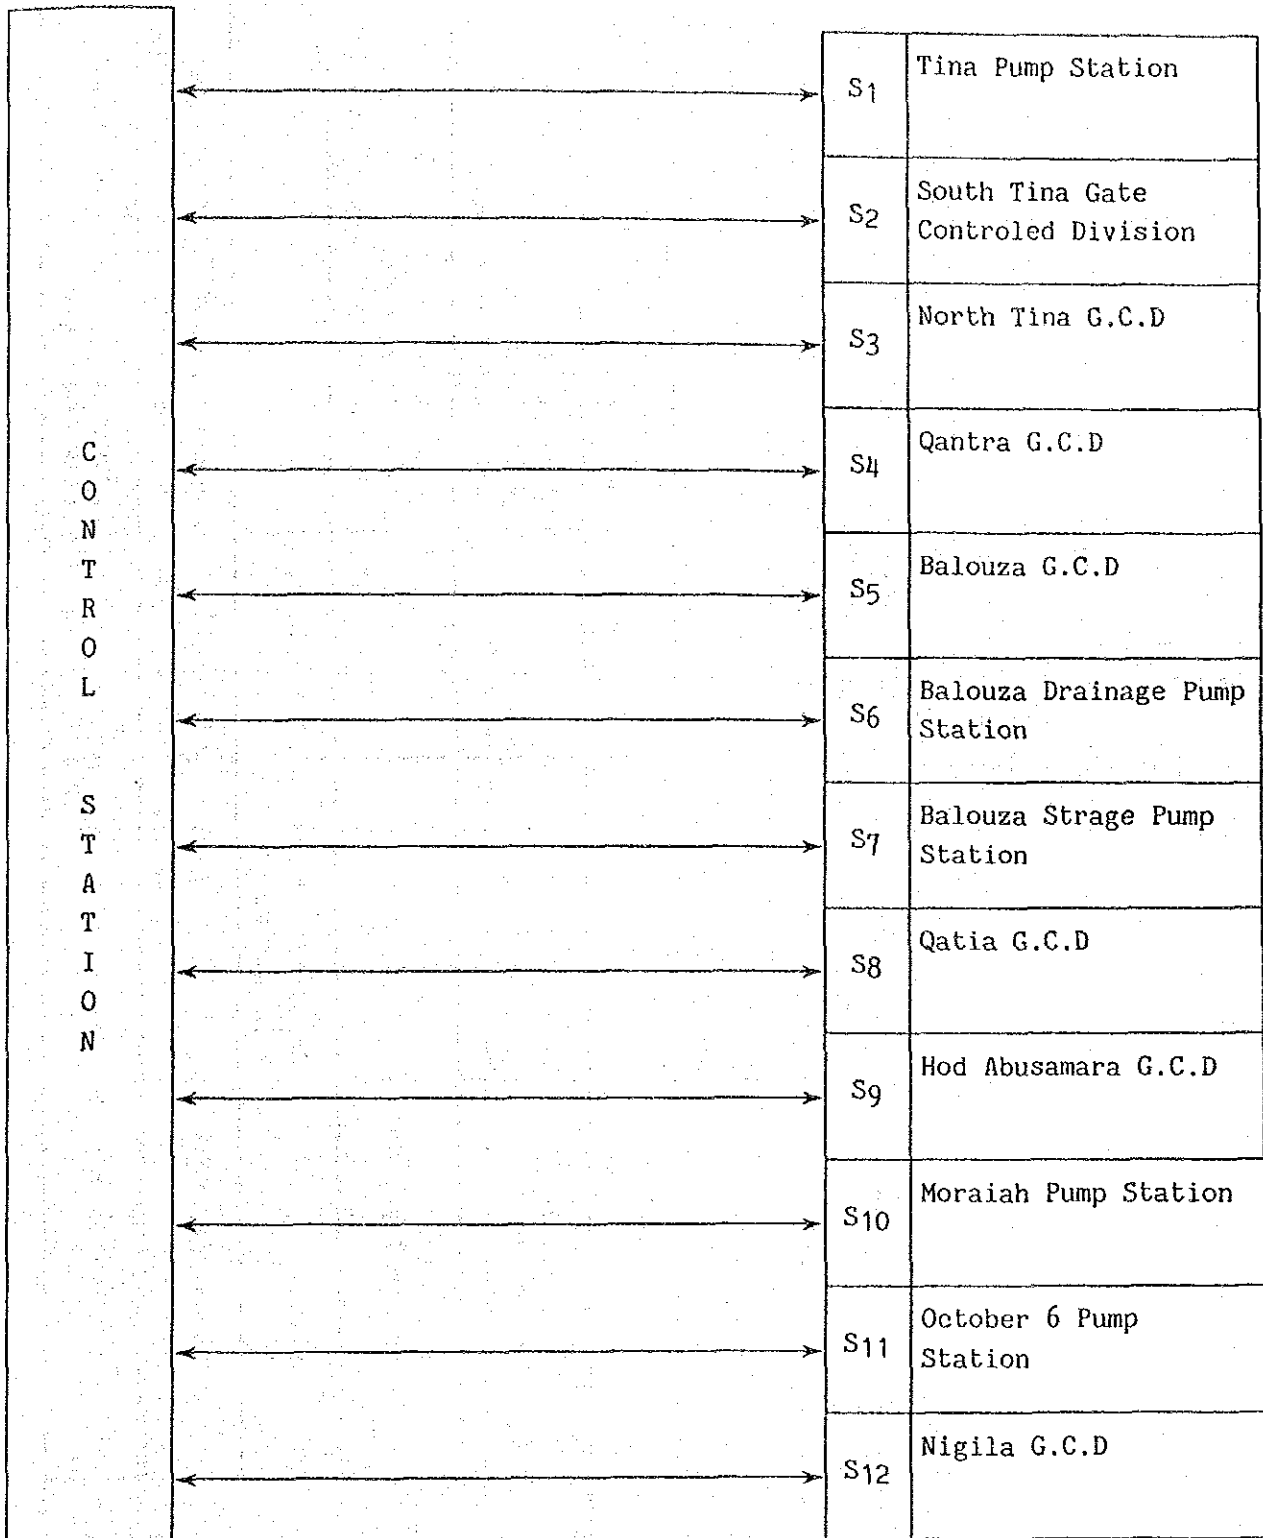 CONTROL STATION
S1
Tina Pump Station
S2
South Tina Gate
Controled Division
S3
North Tina G.C.D
S4
Qantra G.C.D
S5
Balouza G.C.D
S6
Balouza Drainage Pump
Station
S7
Balouza Strage Pump
Station
S8
Qatia G.C.D
S9
Hod Abusamara G.C.D
S10
Moraiah Pump Station
S11
October 6 Pump
Station
S12
Nigila G.C.D